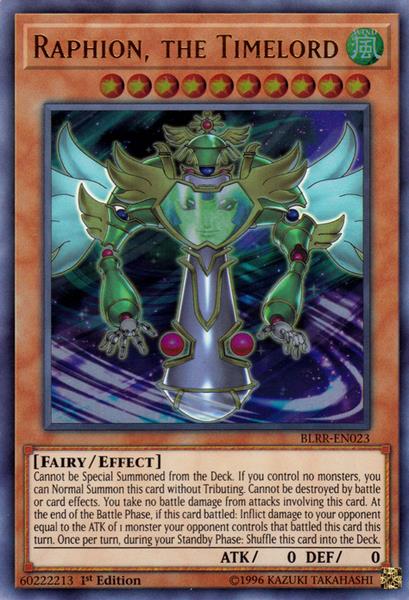 RAPHION, THE TIMELORD
WIND
風
BLRR-EN023
[FAIRY/EFFECT]
Cannot be Special Summoned from the Deck. If you control no monsters, you
can Normal Summon this card without Tributing. Cannot be destroyed by battle
or card effects. You take no battle damage from attacks involving this card. At
the end of the Battle Phase, if this card battled: Inflict damage to your opponent
equal to the ATK of 1 monster your opponent controls that battled this card this
turn. Once per turn, during your Standby Phase: Shuffle this card into the Deck.
ATK/ 0 DEF/ 0
60222213 1st Edition ©1996 KAZUKI TAKAHASHI